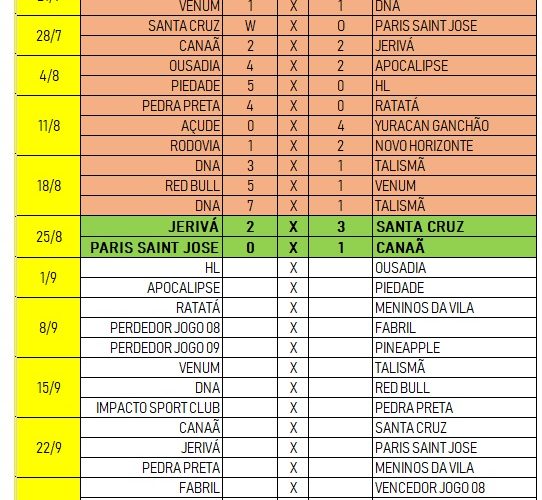 VENUM 1 X 1 DNA
28/7 SANTA CRUZ W X O PARIS SAINT JOSE
CANAÃ 2 X 2 JERIVÁ
4/8 OUSADIA 4 X 2 APOCALIPSE
PIEDADE 5 X 0 HL
11/8 PEDRA PRETA 4 X 0 RATATÁ
AÇUDE 0 X 4 YURACAN GANCHÃO
RODOVIA 1 X 2 NOVO HORIZONTE
18/8 DNA 3 X 1 TALISMÃ
RED BULL 5 X 1 VENUM
DNA 7 X 1 TALISMÃ
25/8 JERIVÁ 2 X 3 SANTA CRUZ
PARIS SAINT JOSE 0 X 1 CANAÃ
1/9 HL X OUSADIA
APOCALIPSE X PIEDADE
8/9 RATATÁ X MENINOS DA VILA
PERDEDOR JOGO 08 X FABRIL
PERDEDOR JOGO 09 X PINEAPPLE
15/9 VENUM X TALISMÃ
DNA X RED BULL
IMPACTO SPORT CLUB X PEDRA PRETA
22/9 CANAÃ X SANTA CRUZ
JERIVÁ X PARIS SAINT JOSE
PEDRA PRETA X MENINOS DA VILA
FABRIL X VENCEDOR JOGO 08